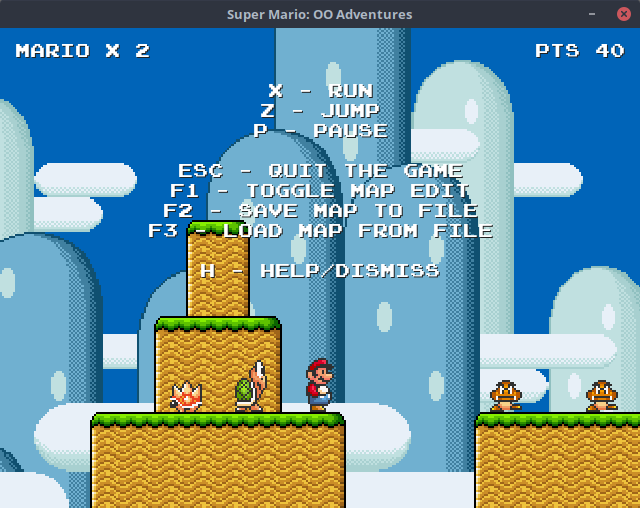 Super Mario: OO Adventures
MARIO X 2
PTS 40
X - RUN
Z - JUMP
P - PAUSE
ESC - QUIT THE GAME
F1 - TOGGLE MAP EDIT
F2 - SAVE MAP TO FILE
F3 - LOAD MAP FROM FILE
H - HELP/DISMISS